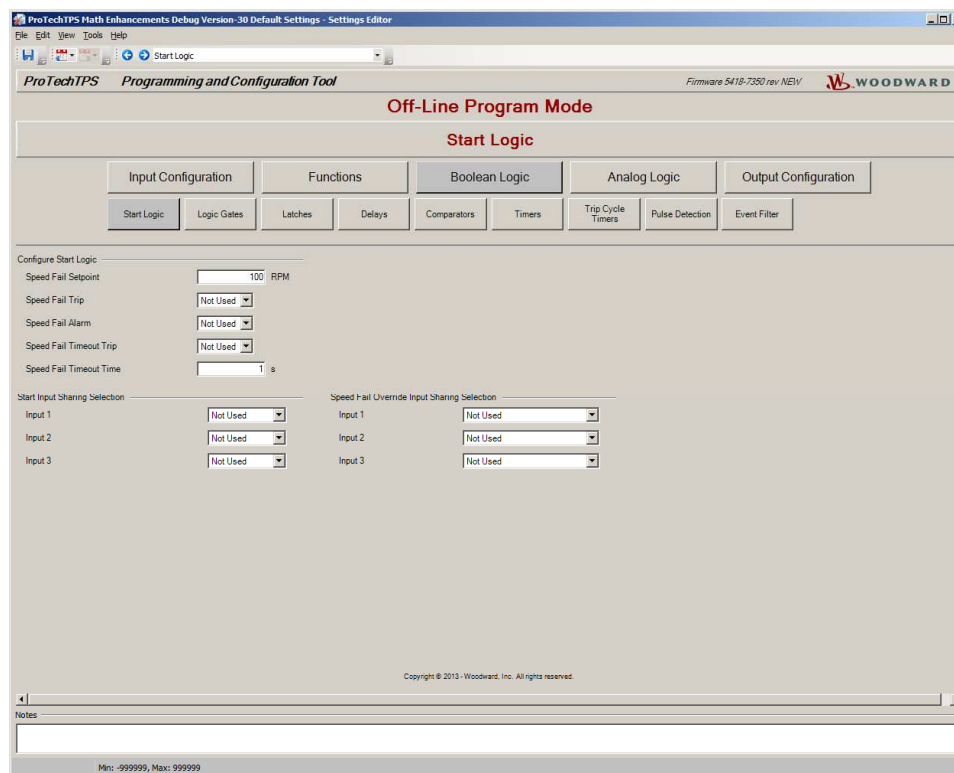 ProTechTPS Math Enhancements Debug Version-30 Default Settings - Settings Editor
File Edit View Tools Help
Start Logic
ProTechTPS Programming and Configuration Tool Firmware 5418-7350 rev NEW WOODWARD
Off-Line Program Mode
Start Logic
Input Configuration Functions Boolean Logic Analog Logic Output Configuration
Start Logic Logic Gates Latches Delays Comparators Timers Trip Cycle Timers Pulse Detection Event Filter
Configure Start Logic
Speed Fail Setpoint 100 RPM
Speed Fail Trip Not Used
Speed Fail Alarm Not Used
Speed Fail Timeout Trip Not Used
Speed Fail Timeout Time 1 s
Start Input Sharing Selection Speed Fail Override Input Sharing Selection
Input 1 Not Used Input 1 Not Used
Input 2 Not Used Input 2 Not Used
Input 3 Not Used Input 3 Not Used
Copyright © 2013 - Woodward, Inc. All rights reserved.
Notes
Min: -999999, Max: 999999